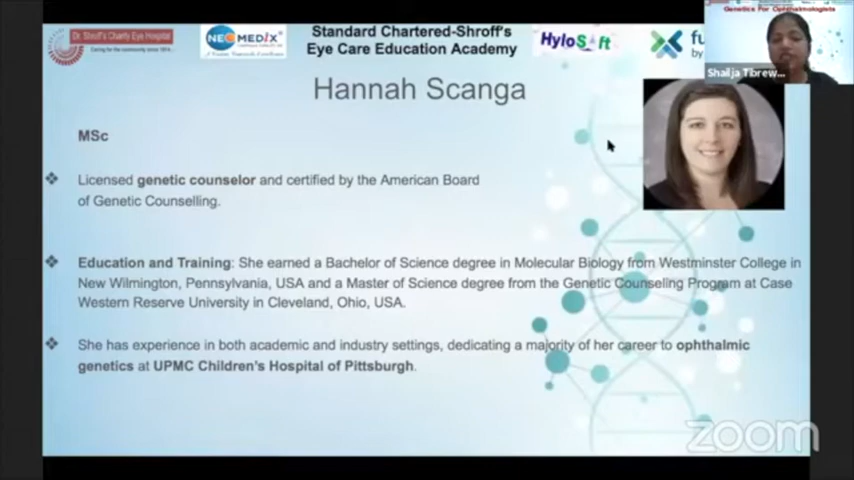 Dr. Shroff's Charity Eye Hospital
Caring for the community since 1914...
NEOMEDIX
Standard Chartered-Shroff's
Eye Care Education Academy
HyloSoft
fu
by
Genetics For Ophthalmologists
Shailja Tibrew...
Hannah Scanga
MSc
❖ Licensed genetic counselor and certified by the American Board
of Genetic Counselling.
❖ Education and Training: She earned a Bachelor of Science degree in Molecular Biology from Westminster College in
New Wilmington, Pennsylvania, USA and a Master of Science degree from the Genetic Counseling Program at Case
Western Reserve University in Cleveland, Ohio, USA.
❖ She has experience in both academic and industry settings, dedicating a majority of her career to ophthalmic
genetics at UPMC Children's Hospital of Pittsburgh.
zoom